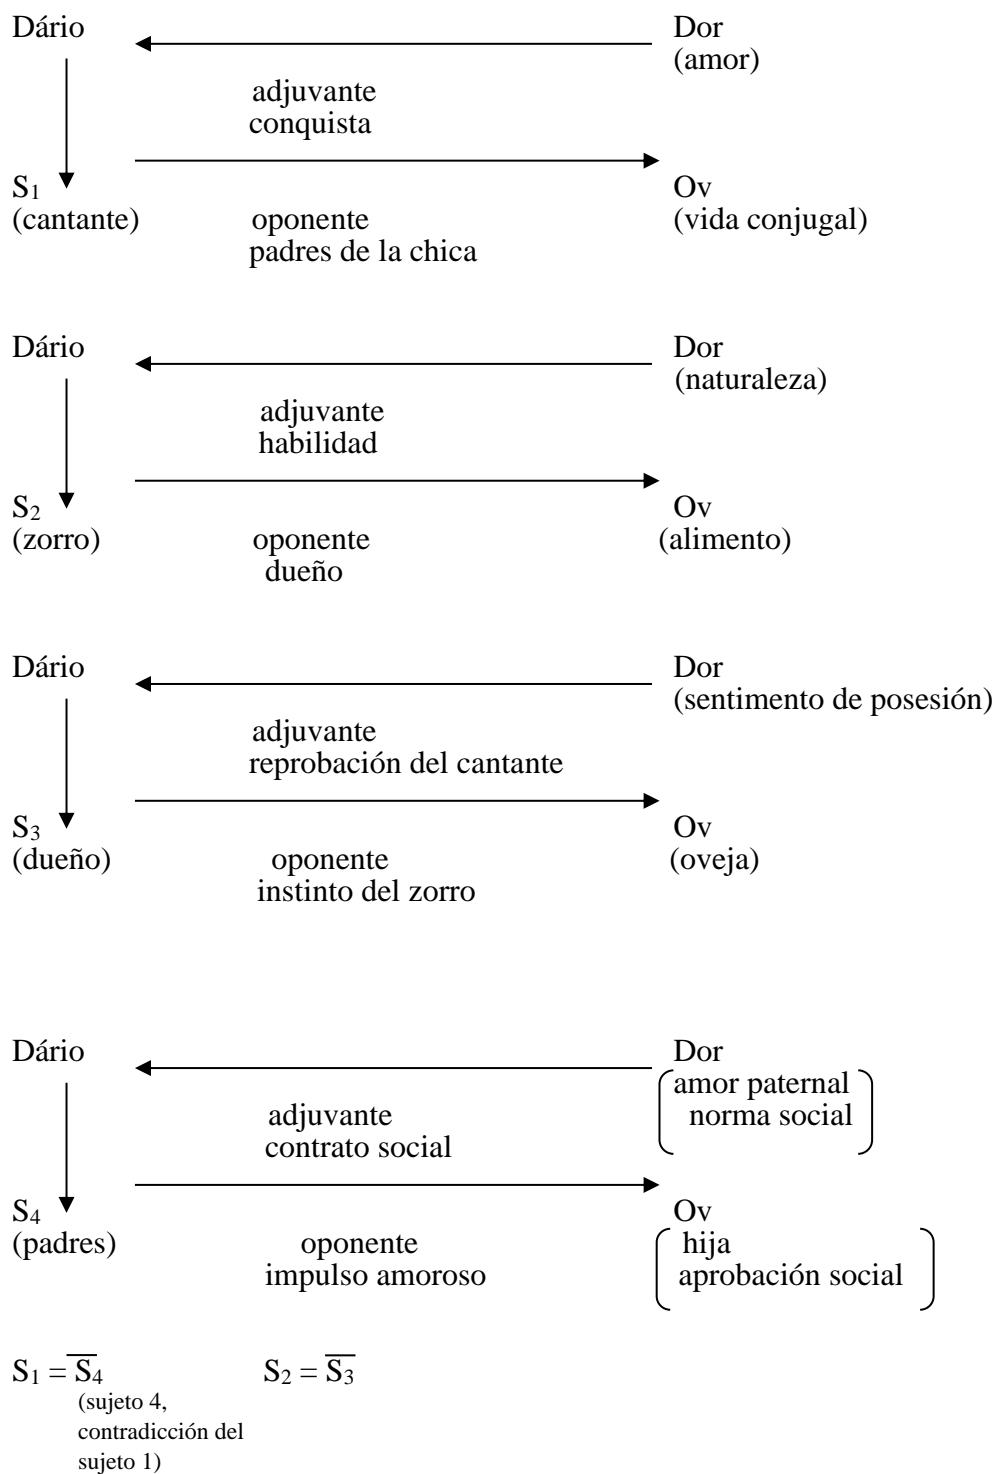 Dário Dor
(amor)
adjuvante
conquista
S₁ Ov
(cantante) oponente (vida conjugal)
padres de la chica
Dário Dor
(naturaleza)
adjuvante
habilidad
S₂ Ov
(zorro) oponente (alimento)
dueño
Dário Dor
(sentimento de posesión)
adjuvante
reprobación del cantante
S₃ Ov
(dueño) oponente (oveja)
instinto del zorro
Dário Dor
amor paternal
adjuvante norma social
contrato social
S₄ Ov
(padres) oponente hija
impulso amoroso aprobación social
S₁ = S̅₄ S₂ = S̅₃
(sujeto 4,
contradicción del
sujeto 1)